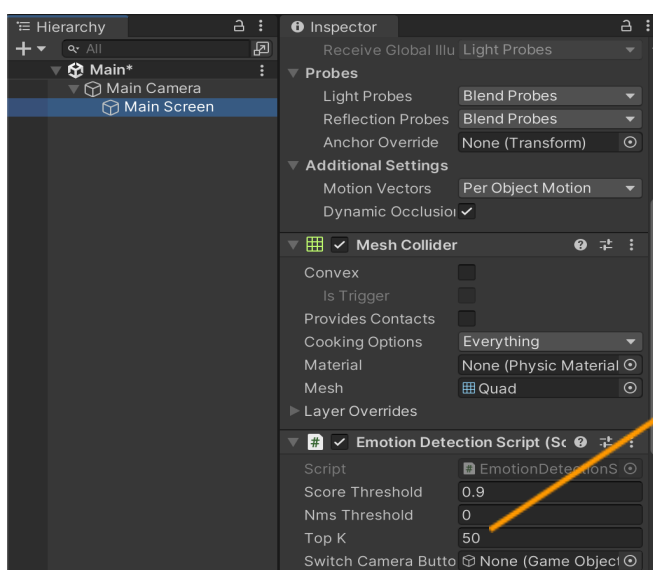 Hierarchy
All
Main*
Main Camera
Main Screen
Inspector
Receive Global Illu Light Probes
Probes
Light Probes Blend Probes
Reflection Probes Blend Probes
Anchor Override None (Transform)
Additional Settings
Motion Vectors Per Object Motion
Dynamic Occlusion
Mesh Collider
Convex
Is Trigger
Provides Contacts
Cooking Options Everything
Material None (Physic Material
Mesh Quad
Layer Overrides
# Emotion Detection Script (Sc
Script # EmotionDetectionS
Score Threshold 0.9
Nms Threshold 0
Top K 50
Switch Camera Butto None (Game Object